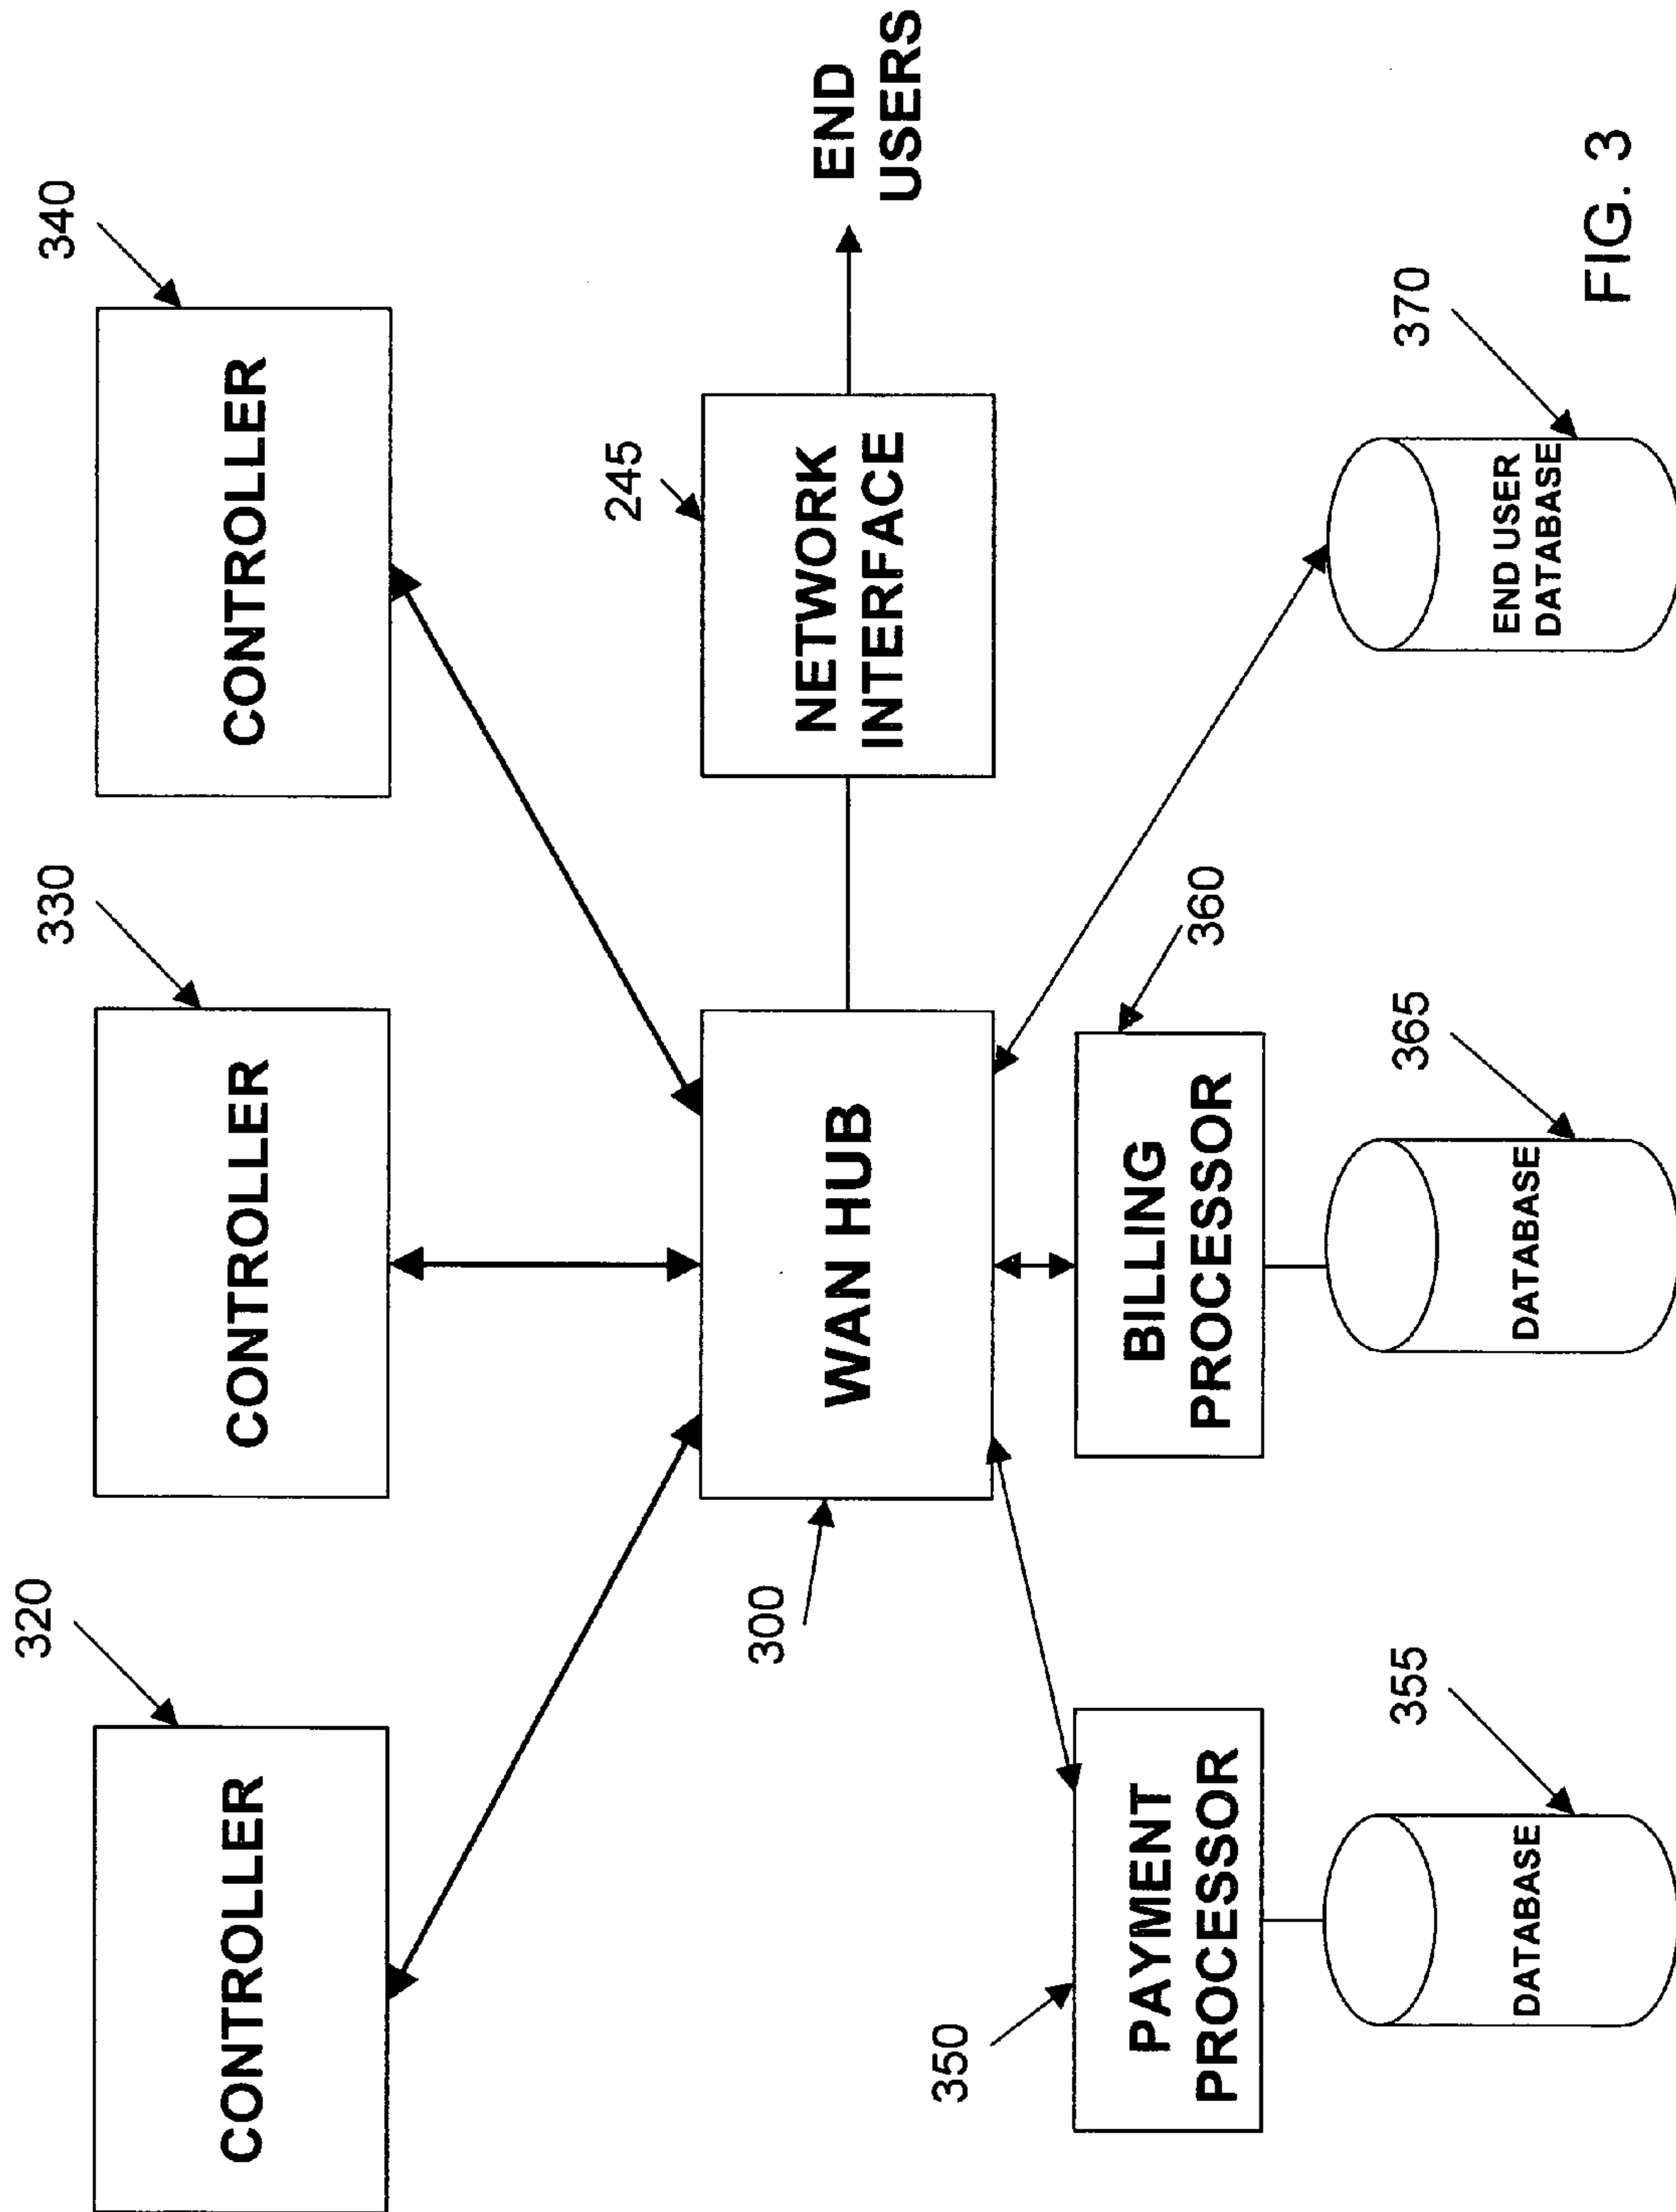 320
330
340
CONTROLLER
CONTROLLER
CONTROLLER
245
300
WAN HUB
NETWORK
INTERFACE
END
USERS
350
PAYMENT
PROCESSOR
BILLING
PROCESSOR
360
355
DATABASE
365
DATABASE
370
END USER
DATABASE
FIG. 3